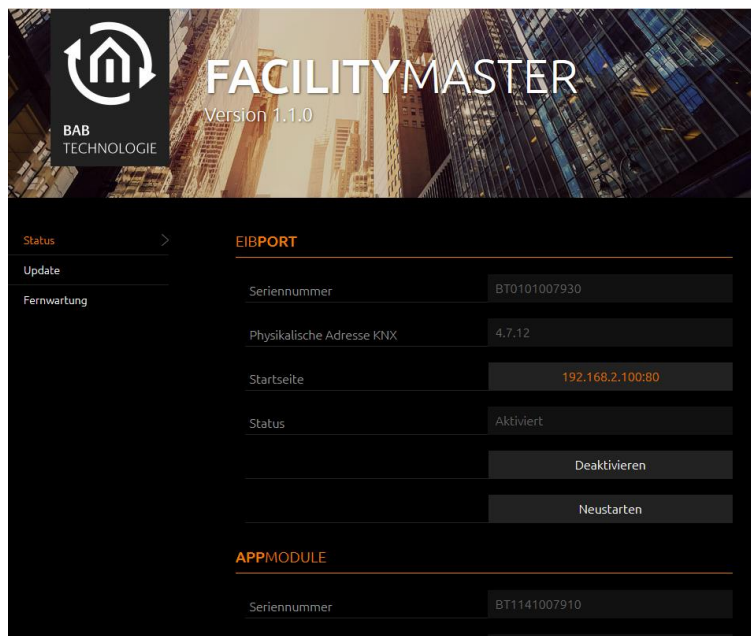 BAB
TECHNOLOGIE
FACILITYMASTER
Version 1.1.0
Status
Update
Fernwartung
EIBPORT
Seriennummer BT0101007930
Physikalische Adresse KNX 4.7.12
Startseite 192.168.2.100:80
Status Aktiviert
Deaktivieren
Neustarten
APPMODULE
Seriennummer BT1141007910